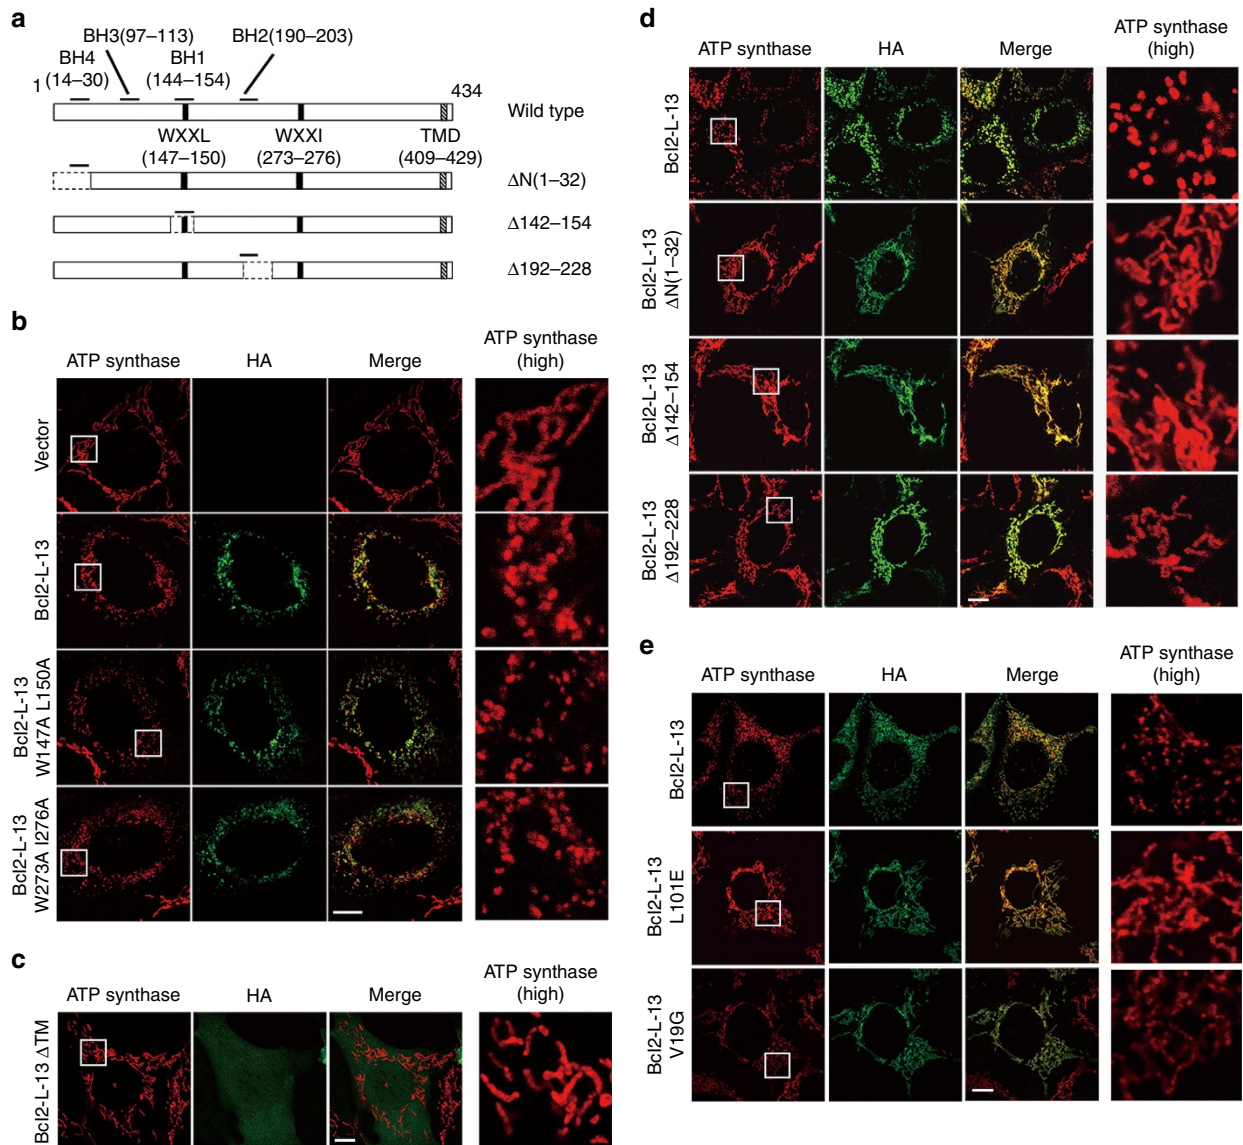 a
BH3(97–113)
BH2(190–203)
BH4
(14–30)
BH1
(144–154)
1
434
Wild type
WXXL
(147–150)
WXXI
(273–276)
TMD
(409–429)
ΔN(1–32)
Δ142–154
Δ192–228
b
ATP synthase
HA
Merge
ATP synthase
(high)
Vector
Bcl2-L-13
Bcl2-L-13
W147A L150A
Bcl2-L-13
W273A I276A
c
ATP synthase
HA
Merge
ATP synthase
(high)
Bcl2-L-13 ΔTM
d
ATP synthase
HA
Merge
ATP synthase
(high)
Bcl2-L-13
Bcl2-L-13
ΔN(1–32)
Bcl2-L-13
Δ142–154
Bcl2-L-13
Δ192–228
e
ATP synthase
HA
Merge
ATP synthase
(high)
Bcl2-L-13
Bcl2-L-13
L101E
Bcl2-L-13
V19G